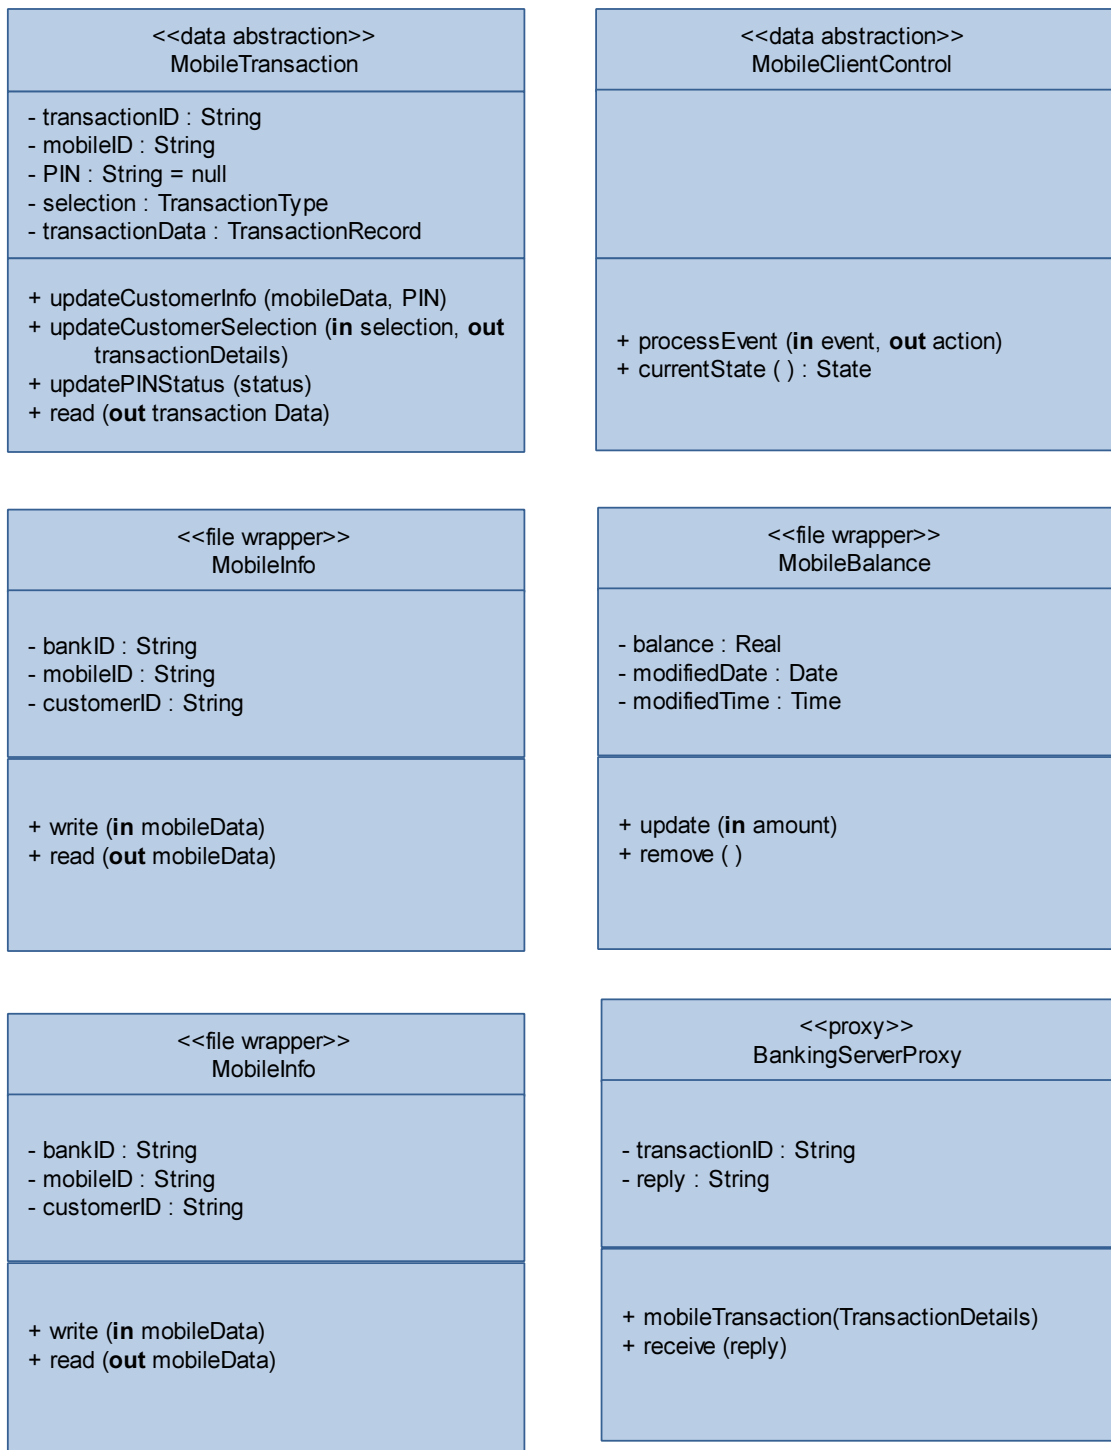 <<data abstraction>>
MobileTransaction
- transactionID : String
- mobileID : String
- PIN : String = null
- selection : TransactionType
- transactionData : TransactionRecord
+ updateCustomerInfo (mobileData, PIN)
+ updateCustomerSelection (in selection, out
transactionDetails)
+ updatePINStatus (status)
+ read (out transaction Data)
<<data abstraction>>
MobileClientControl
+ processEvent (in event, out action)
+ currentState ( ) : State
<<file wrapper>>
MobileInfo
- bankID : String
- mobileID : String
- customerID : String
+ write (in mobileData)
+ read (out mobileData)
<<file wrapper>>
MobileBalance
- balance : Real
- modifiedDate : Date
- modifiedTime : Time
+ update (in amount)
+ remove ( )
<<file wrapper>>
MobileInfo
- bankID : String
- mobileID : String
- customerID : String
+ write (in mobileData)
+ read (out mobileData)
<<proxy>>
BankingServerProxy
- transactionID : String
- reply : String
+ mobileTransaction(TransactionDetails)
+ receive (reply)